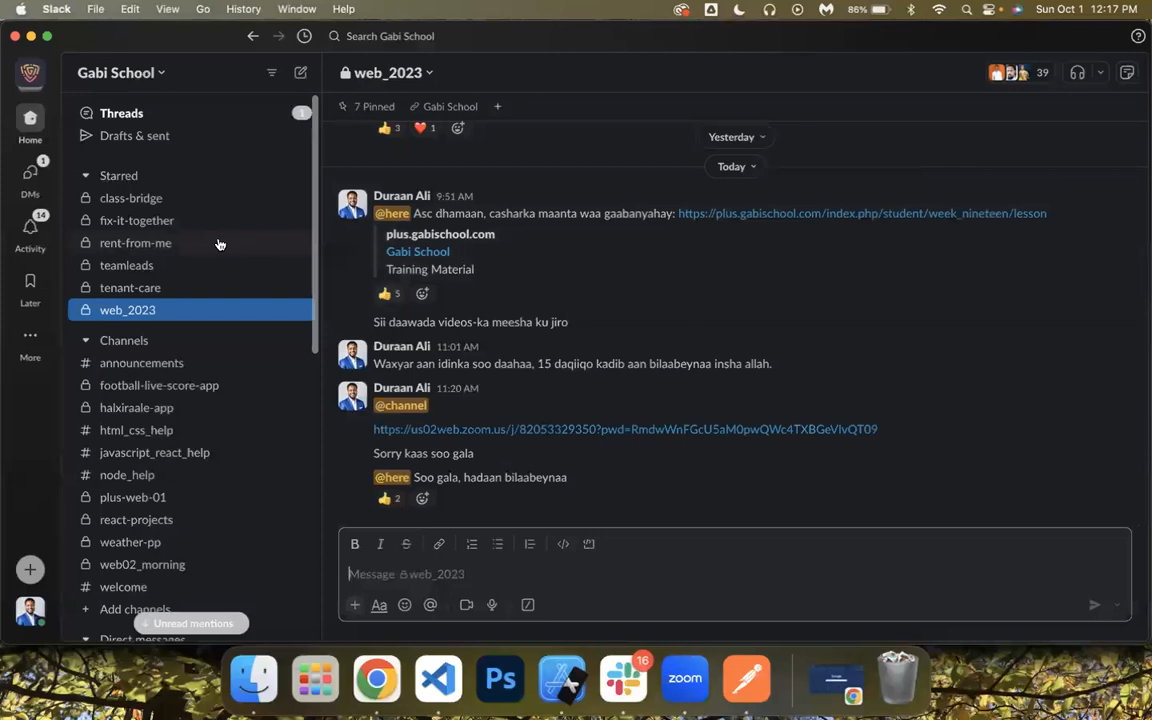 Slack File Edit View Go History Window Help 86% Sun Oct 1 12:17 PM
Search Gabi School
Gabi School
Home
DMs
1
Activity
14
Later
More
Threads 1
Drafts & sent
Starred
class-bridge
fix-it-together
rent-from-me
teamleads
tenant-care
web_2023
Channels
# announcements
football-live-score-app
halxiraale-app
# html_css_help
# javascript_react_help
# node_help
plus-web-01
react-projects
weather-pp
web02_morning
# welcome
+ Add channels
Unread mentions
Direct messages
web_2023
39
7 Pinned Gabi School +
3 1
Yesterday
Today
Duraan Ali 9:51 AM
@here Asc dhamaan, casharka maanta waa gaabanyahay: https://plus.gabischool.com/index.php/student/week_nineteen/lesson
plus.gabischool.com
Gabi School
Training Material
5
Sii daawada videos-ka meesha ku jiro
Duraan Ali 11:01 AM
Waxyar aan idinka soo daahaa, 15 daqiiqo kadib aan bilaabeynaa insha allah.
Duraan Ali 11:20 AM
@channel
https://us02web.zoom.us/j/82053329350?pwd=RmdwWnFGcU5aM0pwQWc4TXBGeVIvQT09
Sorry kaas soo gala
@here Soo gala, hadaan bilaabeynaa
2
B I S
Message web_2023
+ Aa @
Ps
16
zoom